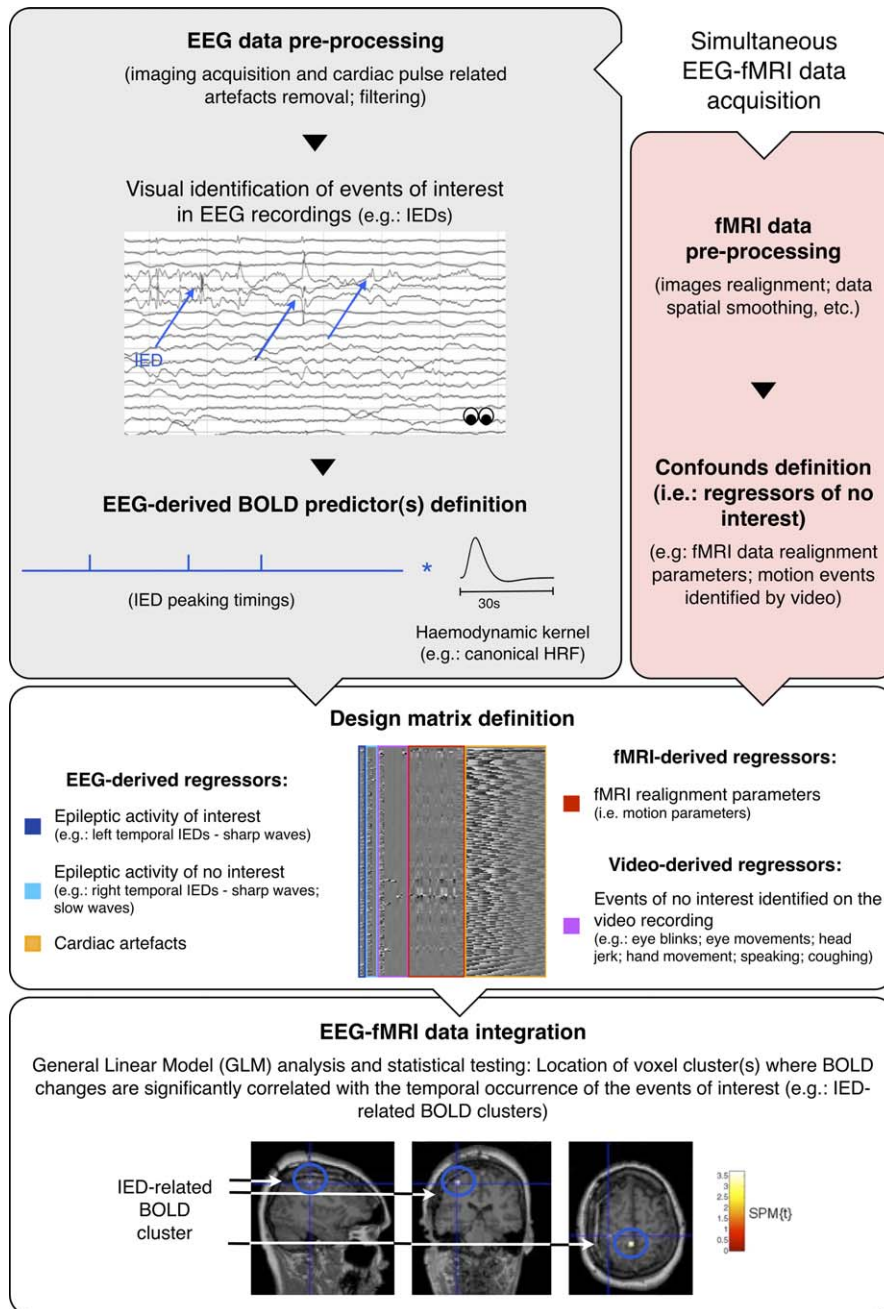 EEG data pre-processing
(imaging acquisition and cardiac pulse related
artefacts removal; filtering)
Visual identification of events of interest
in EEG recordings (e.g.: IEDs)
IED
EEG-derived BOLD predictor(s) definition
(IED peaking timings)
*
30s
Haemodynamic kernel
(e.g.: canonical HRF)
Simultaneous
EEG-fMRI data
acquisition
fMRI data
pre-processing
(images realignment; data
spatial smoothing, etc.)
Confounds definition
(i.e.: regressors of no
interest)
(e.g: fMRI data realignment
parameters; motion events
identified by video)
Design matrix definition
EEG-derived regressors:
Epileptic activity of interest
(e.g.: left temporal IEDs - sharp waves)
Epileptic activity of no interest
(e.g.: right temporal IEDs - sharp waves;
slow waves)
Cardiac artefacts
fMRI-derived regressors:
fMRI realignment parameters
(i.e. motion parameters)
Video-derived regressors:
Events of no interest identified on the
video recording
(e.g.: eye blinks; eye movements; head
jerk; hand movement; speaking; coughing)
EEG-fMRI data integration
General Linear Model (GLM) analysis and statistical testing: Location of voxel cluster(s) where BOLD
changes are significantly correlated with the temporal occurrence of the events of interest (e.g.: IED-
related BOLD clusters)
IED-related
BOLD
cluster
3.5
3
2.5
2
1.5
1
0.5
0
SPM{t}